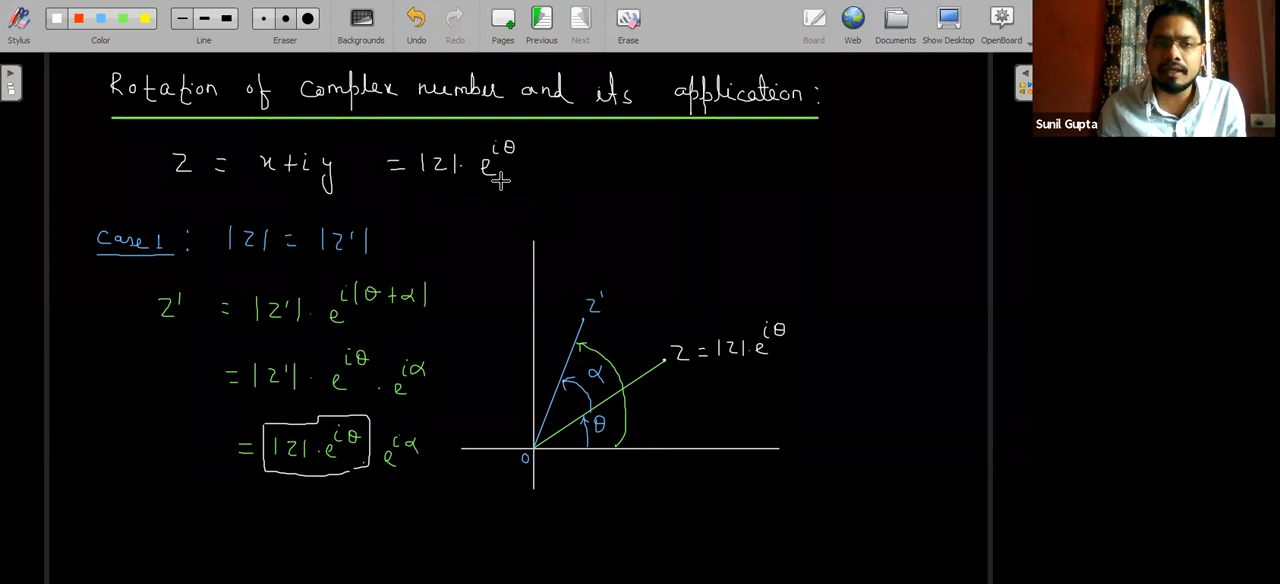 Stylus Color Line Eraser Backgrounds Undo Redo Pages Previous Next Erase Board Web Documents Show Desktop OpenBoard
Sunil Gupta
Rotation of complex number and its application :
z = x+iy = |z|. e^{iθ}
Case 1 : |z| = |z'|
z' = |z'|. e^{i(θ+α)}
= |z'| . e^{iθ} . e^{iα}
= |z|.e^{iθ}. e^{iα}
z'
z = |z|.e^{iθ}
α
θ
0